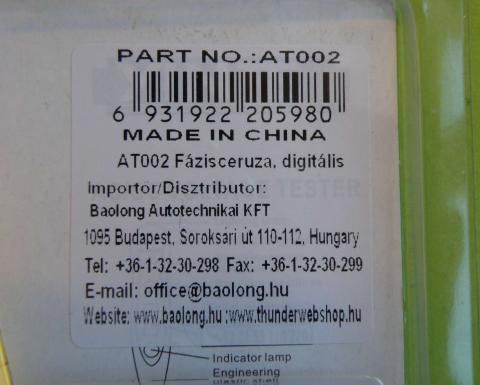 PART NO.:AT002
6 931922 205980
MADE IN CHINA
AT002 Fázisceruza, digitális
Importőr/Disztributor:
Baolong Autotechnikai KFT
1095 Budapest, Soroksári út 110-112, Hungary
Tel: +36-1-32-30-298 Fax: +36-1-32-30-299
E-mail: office@baolong.hu
Website: www.baolong.hu ;www.thunderwebshop.hu
Indicator lamp
Engineering